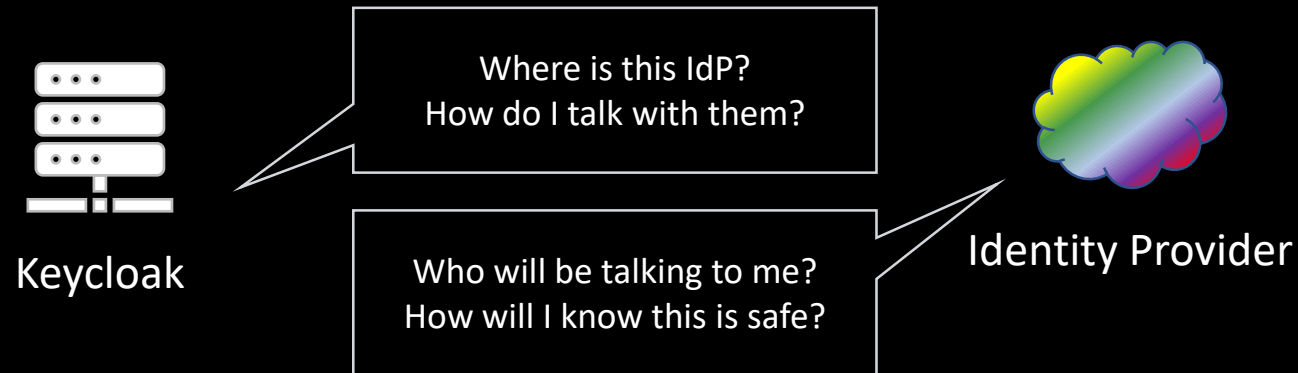 Where is this IdP?
How do I talk with them?
Keycloak
Identity Provider
Who will be talking to me?
How will I know this is safe?